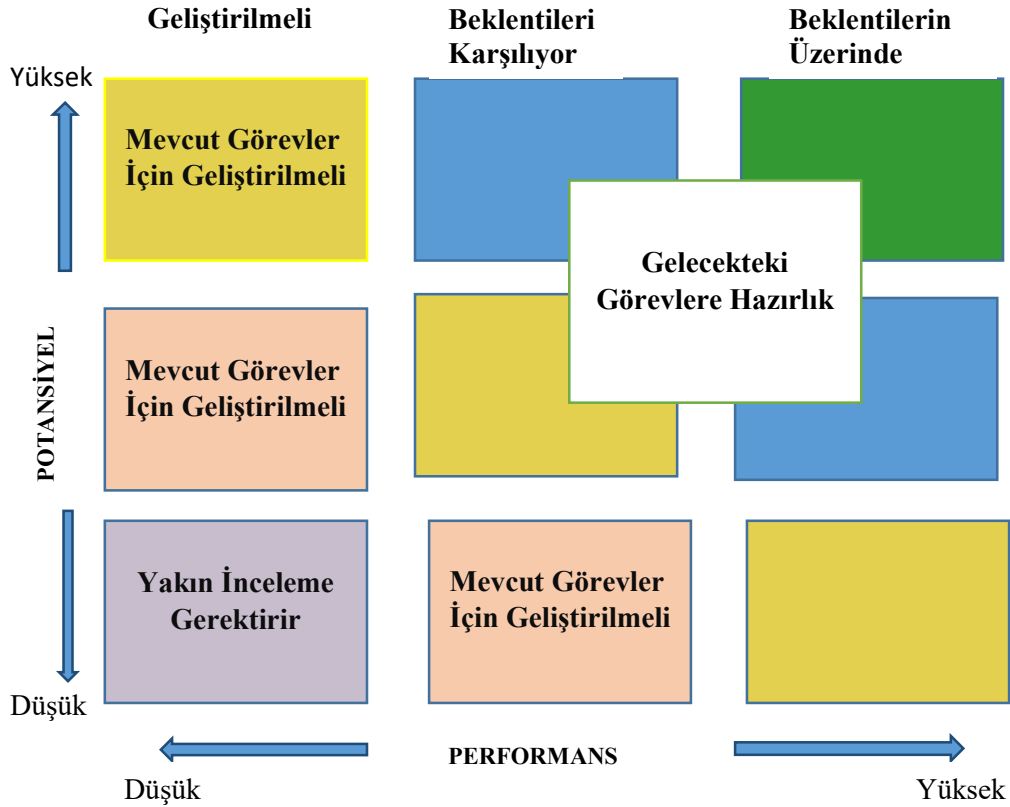 Geliştirilmeli
Beklentileri
Karşılıyor
Beklentilerin
Üzerinde
Yüksek
Mevcut Görevler
İçin Geliştirilmeli
Gelecekteki
Görevlere Hazırlık
POTANSİYEL
Mevcut Görevler
İçin Geliştirilmeli
Yakın İnceleme
Gerektirir
Mevcut Görevler
İçin Geliştirilmeli
Düşük
PERFORMANS
Düşük
Yüksek